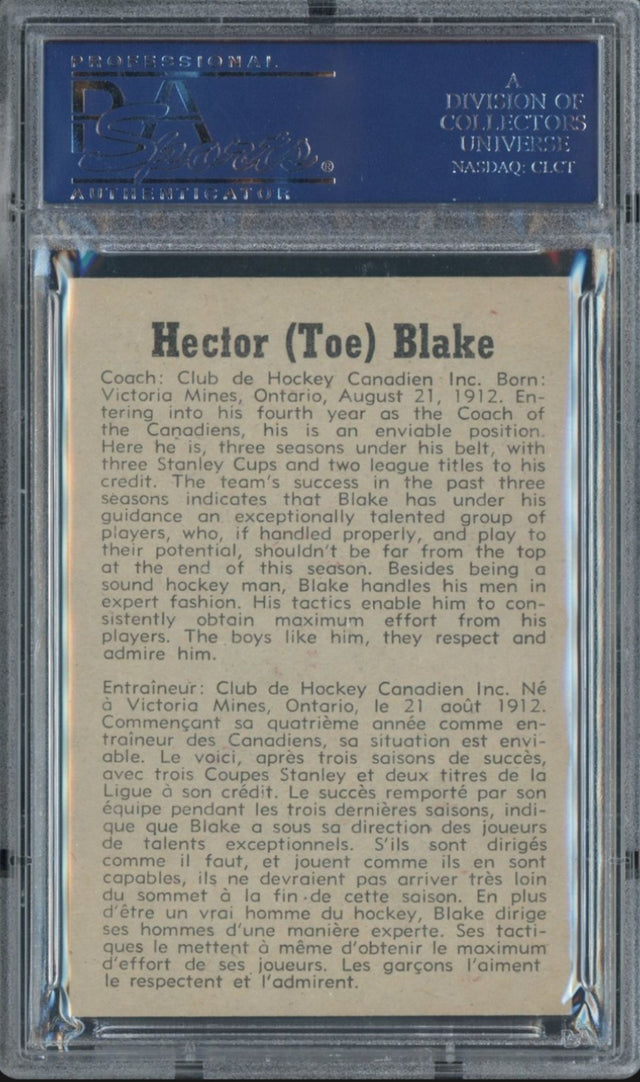 PROFESSIONAL
PSA
Sports®
AUTHENTICATOR
A
DIVISION OF
COLLECTORS
UNIVERSE
NASDAQ: CLCT
Hector (Toe) Blake
Coach: Club de Hockey Canadien Inc. Born:
Victoria Mines, Ontario, August 21, 1912. En-
tering into his fourth year as the Coach of
the Canadiens, his is an enviable position.
Here he is, three seasons under his belt, with
three Stanley Cups and two league titles to his
credit. The team's success in the past three
seasons indicates that Blake has under his
guidance an exceptionally talented group of
players, who, if handled properly, and play to
their potential, shouldn't be far from the top
at the end of this season. Besides being a
sound hockey man, Blake handles his men in
expert fashion. His tactics enable him to con-
sistently obtain maximum effort from his
players. The boys like him, they respect and
admire him.
Entraîneur: Club de Hockey Canadien Inc. Né
à Victoria Mines, Ontario, le 21 août 1912.
Commençant sa quatrième année comme en-
traîneur des Canadiens, sa situation est envi-
able. Le voici, après trois saisons de succès,
avec trois Coupes Stanley et deux titres de la
Ligue à son crédit. Le succès remporté par son
équipe pendant les trois dernières saisons, indi-
que que Blake a sous sa direction des joueurs
de talents exceptionnels. S'ils sont dirigés
comme il faut, et jouent comme ils en sont
capables, ils ne devraient pas arriver très loin
du sommet à la fin de cette saison. En plus
d'être un vrai homme du hockey, Blake dirige
ses hommes d'une manière experte. Ses tacti-
ques le mettent à même d'obtenir le maximum
d'effort de ses joueurs. Les garçons l'aiment
le respectent et l'admirent.